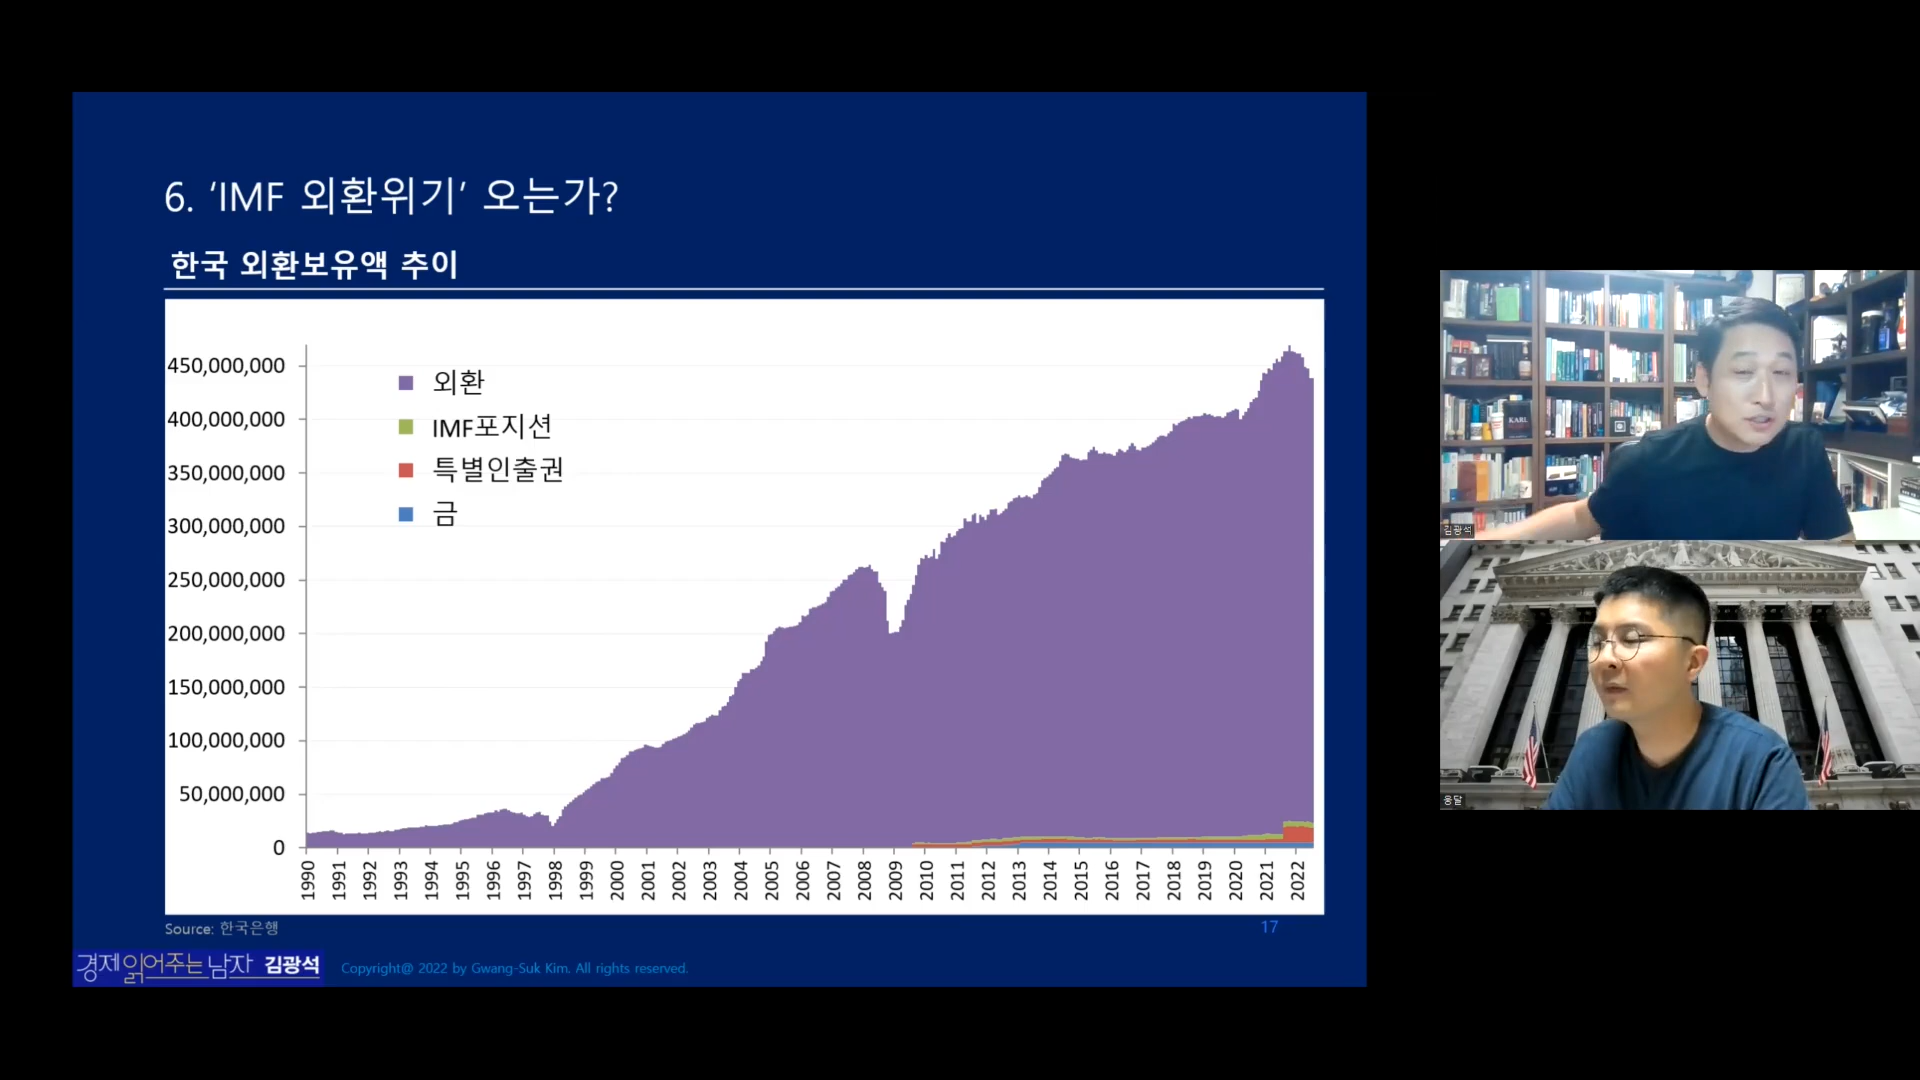 6. ‘IMF 외환위기’ 오는가?
한국 외환보유액 추이
450,000,000
400,000,000
350,000,000
300,000,000
250,000,000
200,000,000
150,000,000
100,000,000
50,000,000
0
외환
IMF포지션
특별인출권
금
1990 1991 1992 1993 1994 1995 1996 1997 1998 1999 2000 2001 2002 2003 2004 2005 2006 2007 2008 2009 2010 2011 2012 2013 2014 2015 2016 2017 2018 2019 2020 2021 2022
Source: 한국은행
17
경제읽어주는남자 김광석
Copyright@ 2022 by Gwang-Suk Kim. All rights reserved.
KARL
김광석
옹달